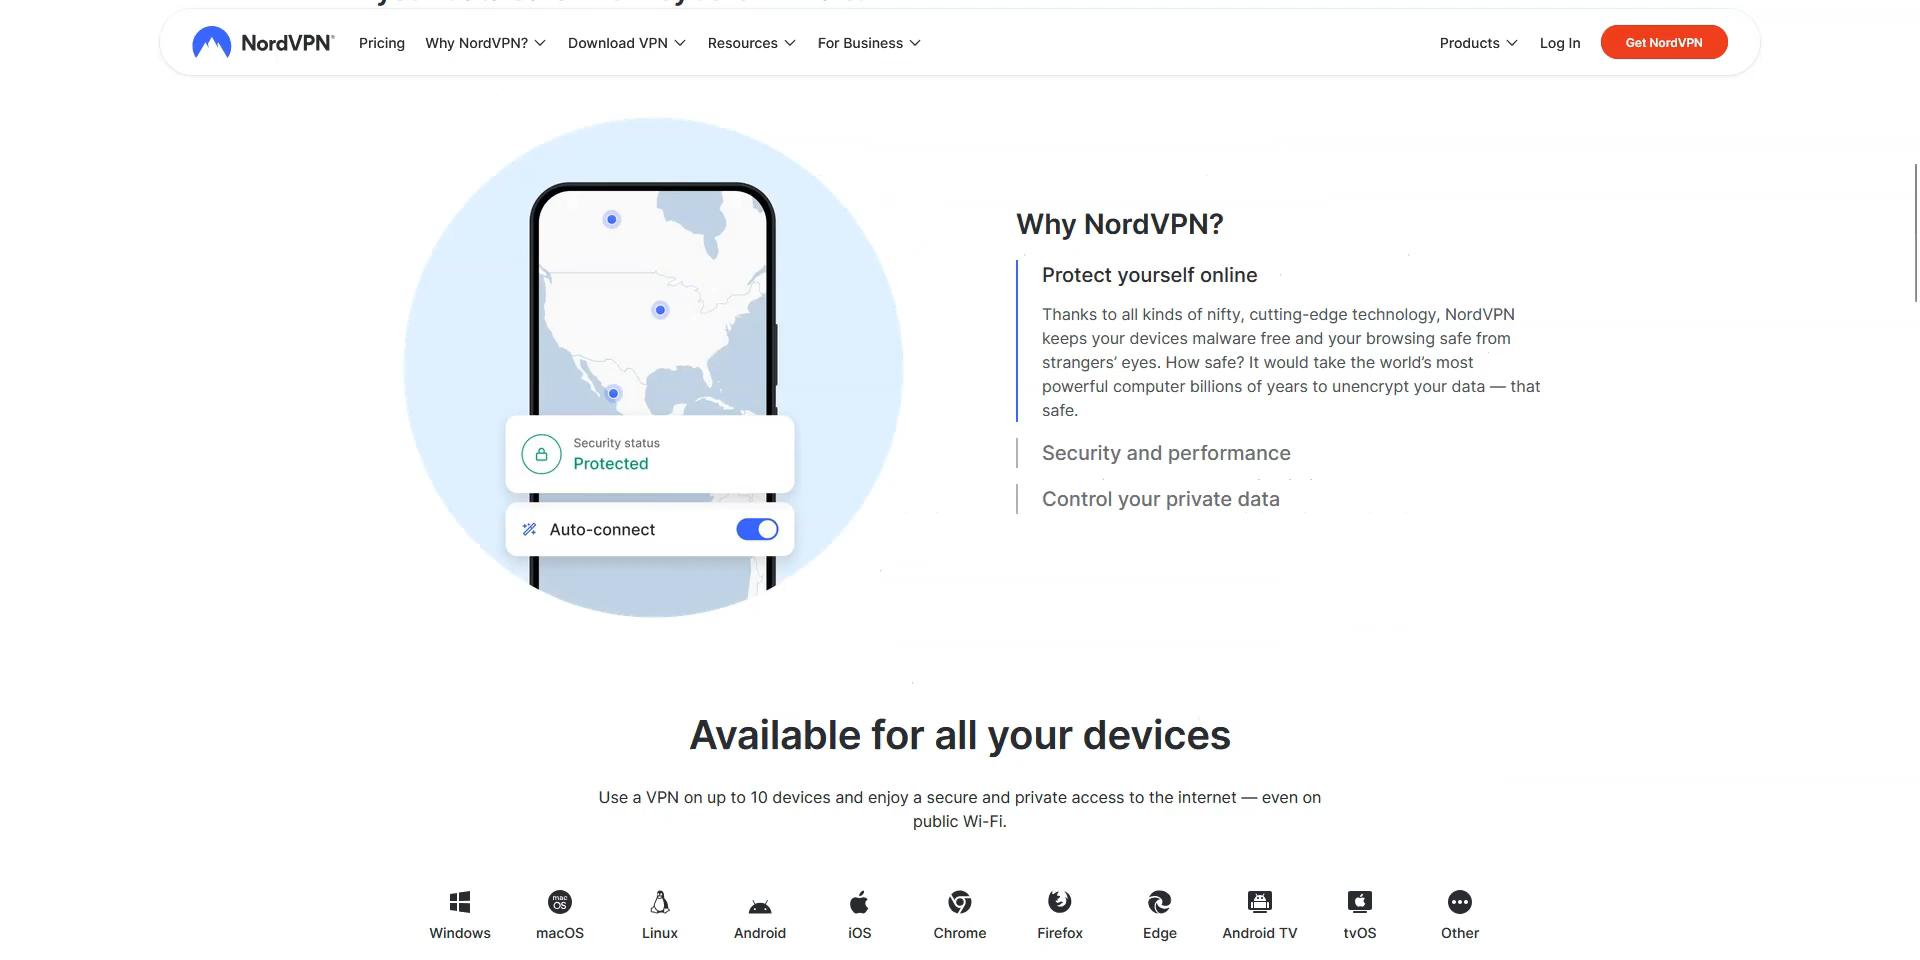 NordVPN®
Pricing
Why NordVPN?
Download VPN
Resources
For Business
Products
Log In
Get NordVPN
Security status
Protected
Auto-connect
Why NordVPN?
Protect yourself online
Thanks to all kinds of nifty, cutting-edge technology, NordVPN
keeps your devices malware free and your browsing safe from
strangers’ eyes. How safe? It would take the world’s most
powerful computer billions of years to unencrypt your data — that
safe.
Security and performance
Control your private data
Available for all your devices
Use a VPN on up to 10 devices and enjoy a secure and private access to the internet — even on
public Wi-Fi.
mac
OS
Windows
macOS
Linux
Android
iOS
Chrome
Firefox
Edge
Android TV
tvOS
Other